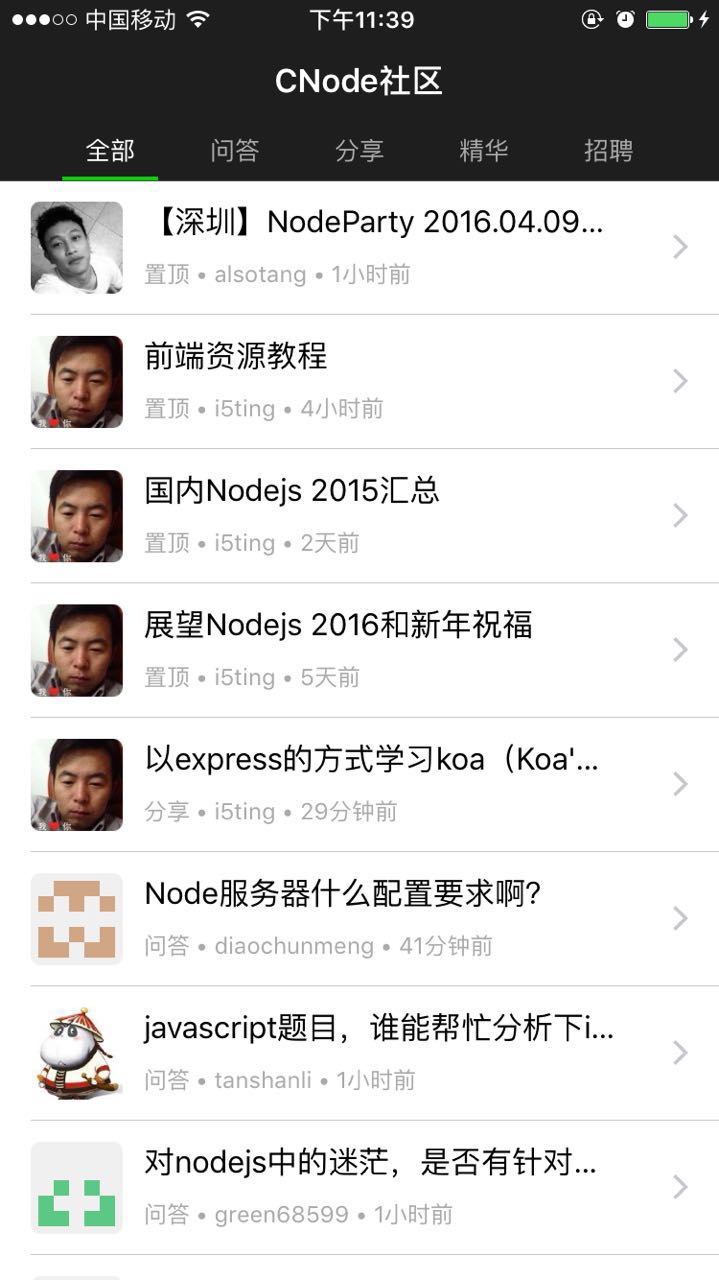 中国移动 下午11:39
CNode社区
全部 问答 分享 精华 招聘
【深圳】NodeParty 2016.04.09...
置顶 • alsotang • 1小时前
前端资源教程
置顶 • i5ting • 4小时前
我 你
国内Nodejs 2015汇总
置顶 • i5ting • 2天前
我 你
展望Nodejs 2016和新年祝福
置顶 • i5ting • 5天前
我 你
以express的方式学习koa（Koa'...
分享 • i5ting • 29分钟前
我 你
Node服务器什么配置要求啊？
问答 • diaochunmeng • 41分钟前
javascript题目，谁能帮忙分析下i...
问答 • tanshanli • 1小时前
对nodejs中的迷茫，是否有针对...
问答 • green68599 • 1小时前